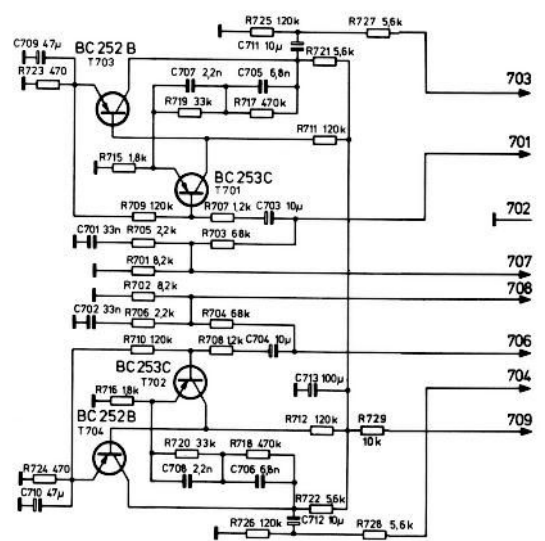 R725 120k
R727 5,6k
C709 47µ
BC 252 B
T703
C711 10µ
R721 5,6k
R723 470
C707 2,2n
C705 6,8n
703
R719 33k
R717 470k
R711 120k
701
R715 1,8k
BC 253C
T701
R709 120k
R707 1,2k
C703 10µ
702
C701 33n
R705 2,2k
R703 68k
R701 8,2k
707
R702 8,2k
708
C702 33n
R706 2,2k
R704 68k
R710 120k
R708 1,2k
C704 10µ
706
BC253C
T702
C713 100µ
704
R716 1,8k
BC252B
T704
R712 120k
R729
10k
709
R720 33k
R718 470k
R724 470
C708 2,2n
C706 6,8n
C710 47µ
R722 5,6k
C712 10µ
R726 120k
R728 5,6k